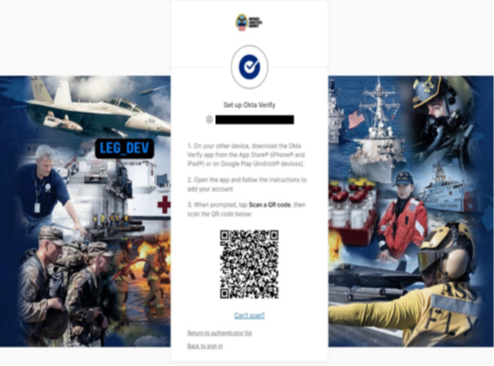 Set up Okta Verify
LEG_DEV
1. On your other device, download the Okta
Verify app from the App Store® (iPhone® and
iPad®) or on Google Play (Android® devices).
2. Open the app and follow the instructions to
add your account
3. When prompted, tap Scan a QR code, then
scan the QR code below:
Can't scan?
Return to authenticator list
Back to sign in